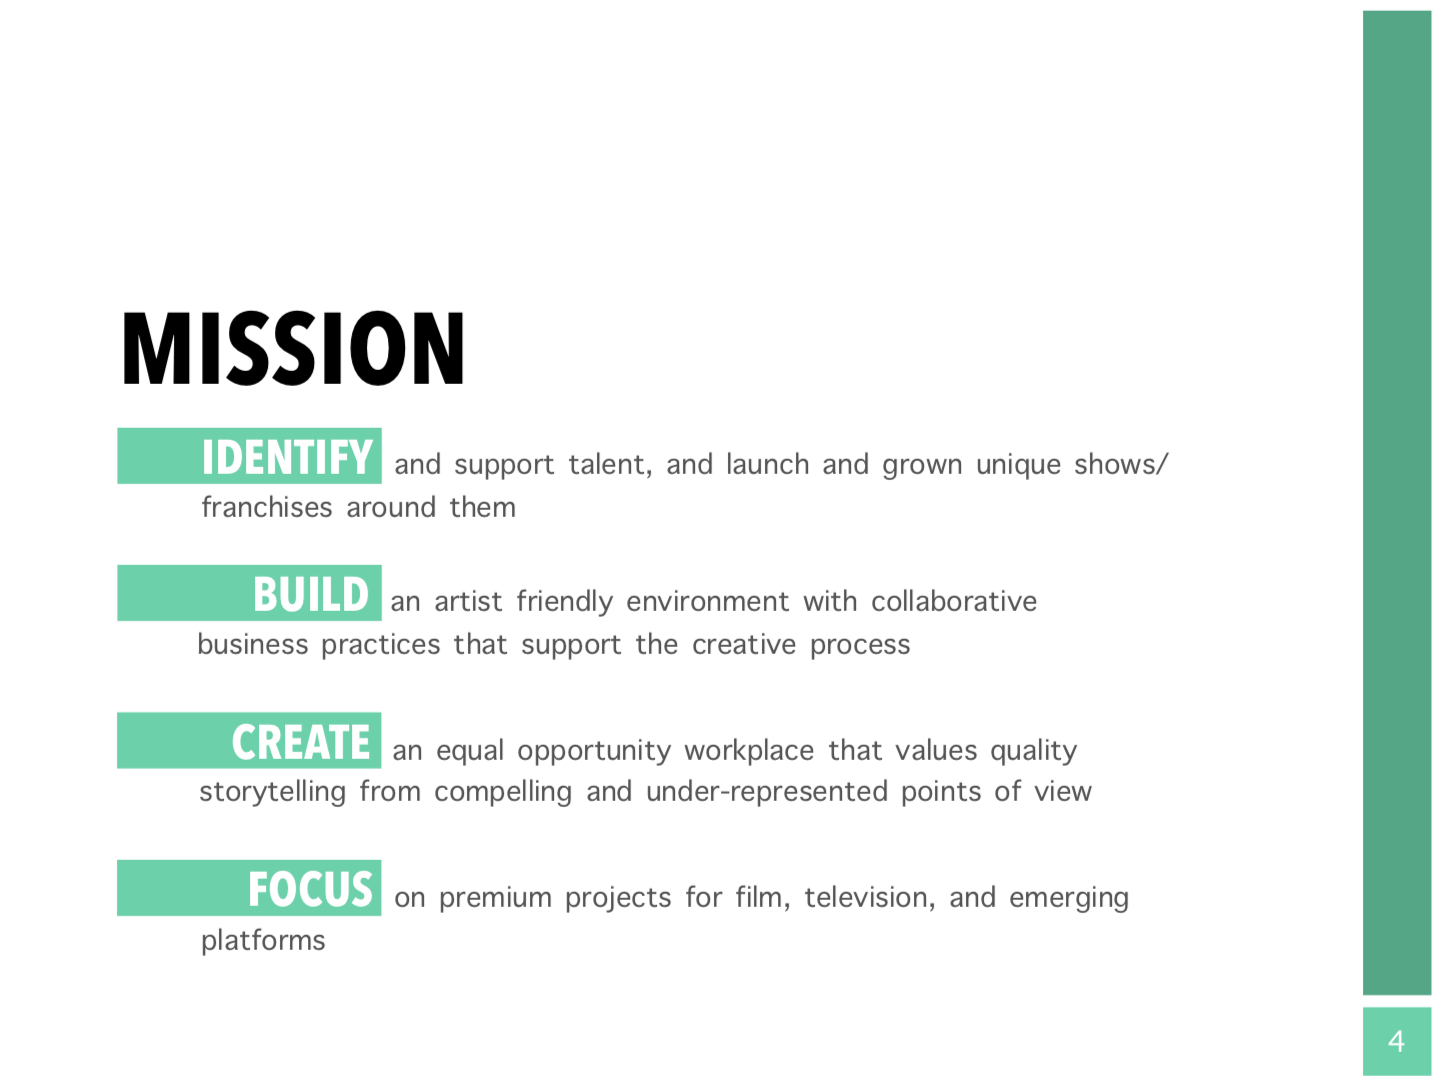 MISSION
IDENTIFY and support talent, and launch and grown unique shows/
franchises around them
BUILD an artist friendly environment with collaborative
business practices that support the creative process
CREATE an equal opportunity workplace that values quality
storytelling from compelling and under-represented points of view
FOCUS on premium projects for film, television, and emerging
platforms
4